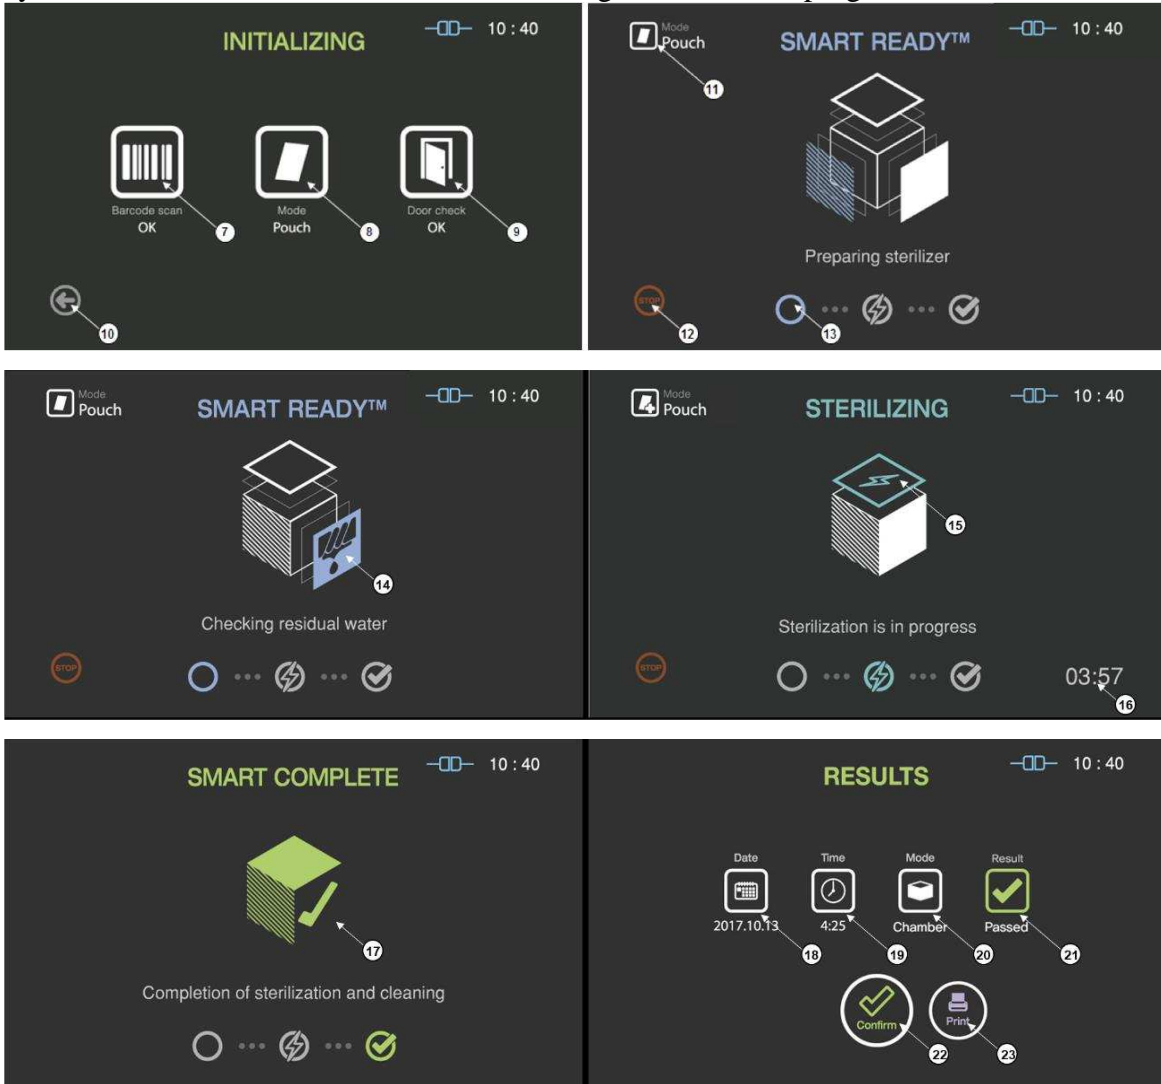 INITIALIZING
10 : 40
Barcode scan
OK
7
Mode
Pouch
8
Door check
OK
9
10
Mode
Pouch
11
SMART READY™
10 : 40
Preparing sterilizer
STOP
12
13
Mode
Pouch
SMART READY™
10 : 40
14
Checking residual water
STOP
Mode
Pouch
STERILIZING
10 : 40
15
Sterilization is in progress
STOP
03:57
16
SMART COMPLETE
10 : 40
17
Completion of sterilization and cleaning
RESULTS
10 : 40
Date
Time
Mode
Result
2017.10.13
4:25
Chamber
Passed
18
19
20
21
Confirm
Print
22
23